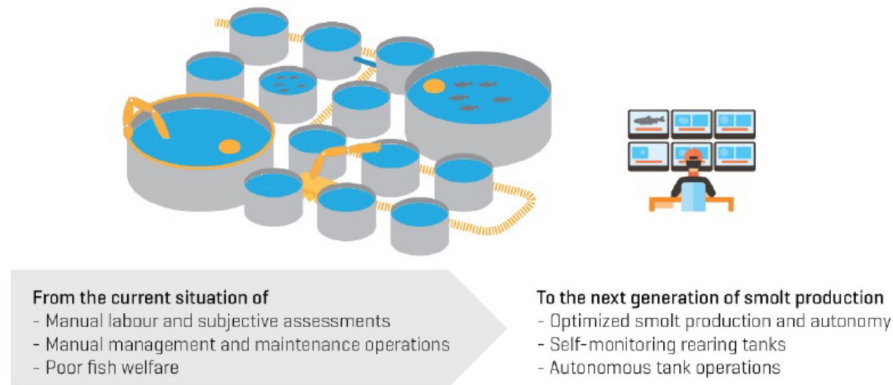 From the current situation of
- Manual labour and subjective assessments
- Manual management and maintenance operations
- Poor fish welfare
To the next generation of smolt production
- Optimized smolt production and autonomy
- Self-monitoring rearing tanks
- Autonomous tank operations